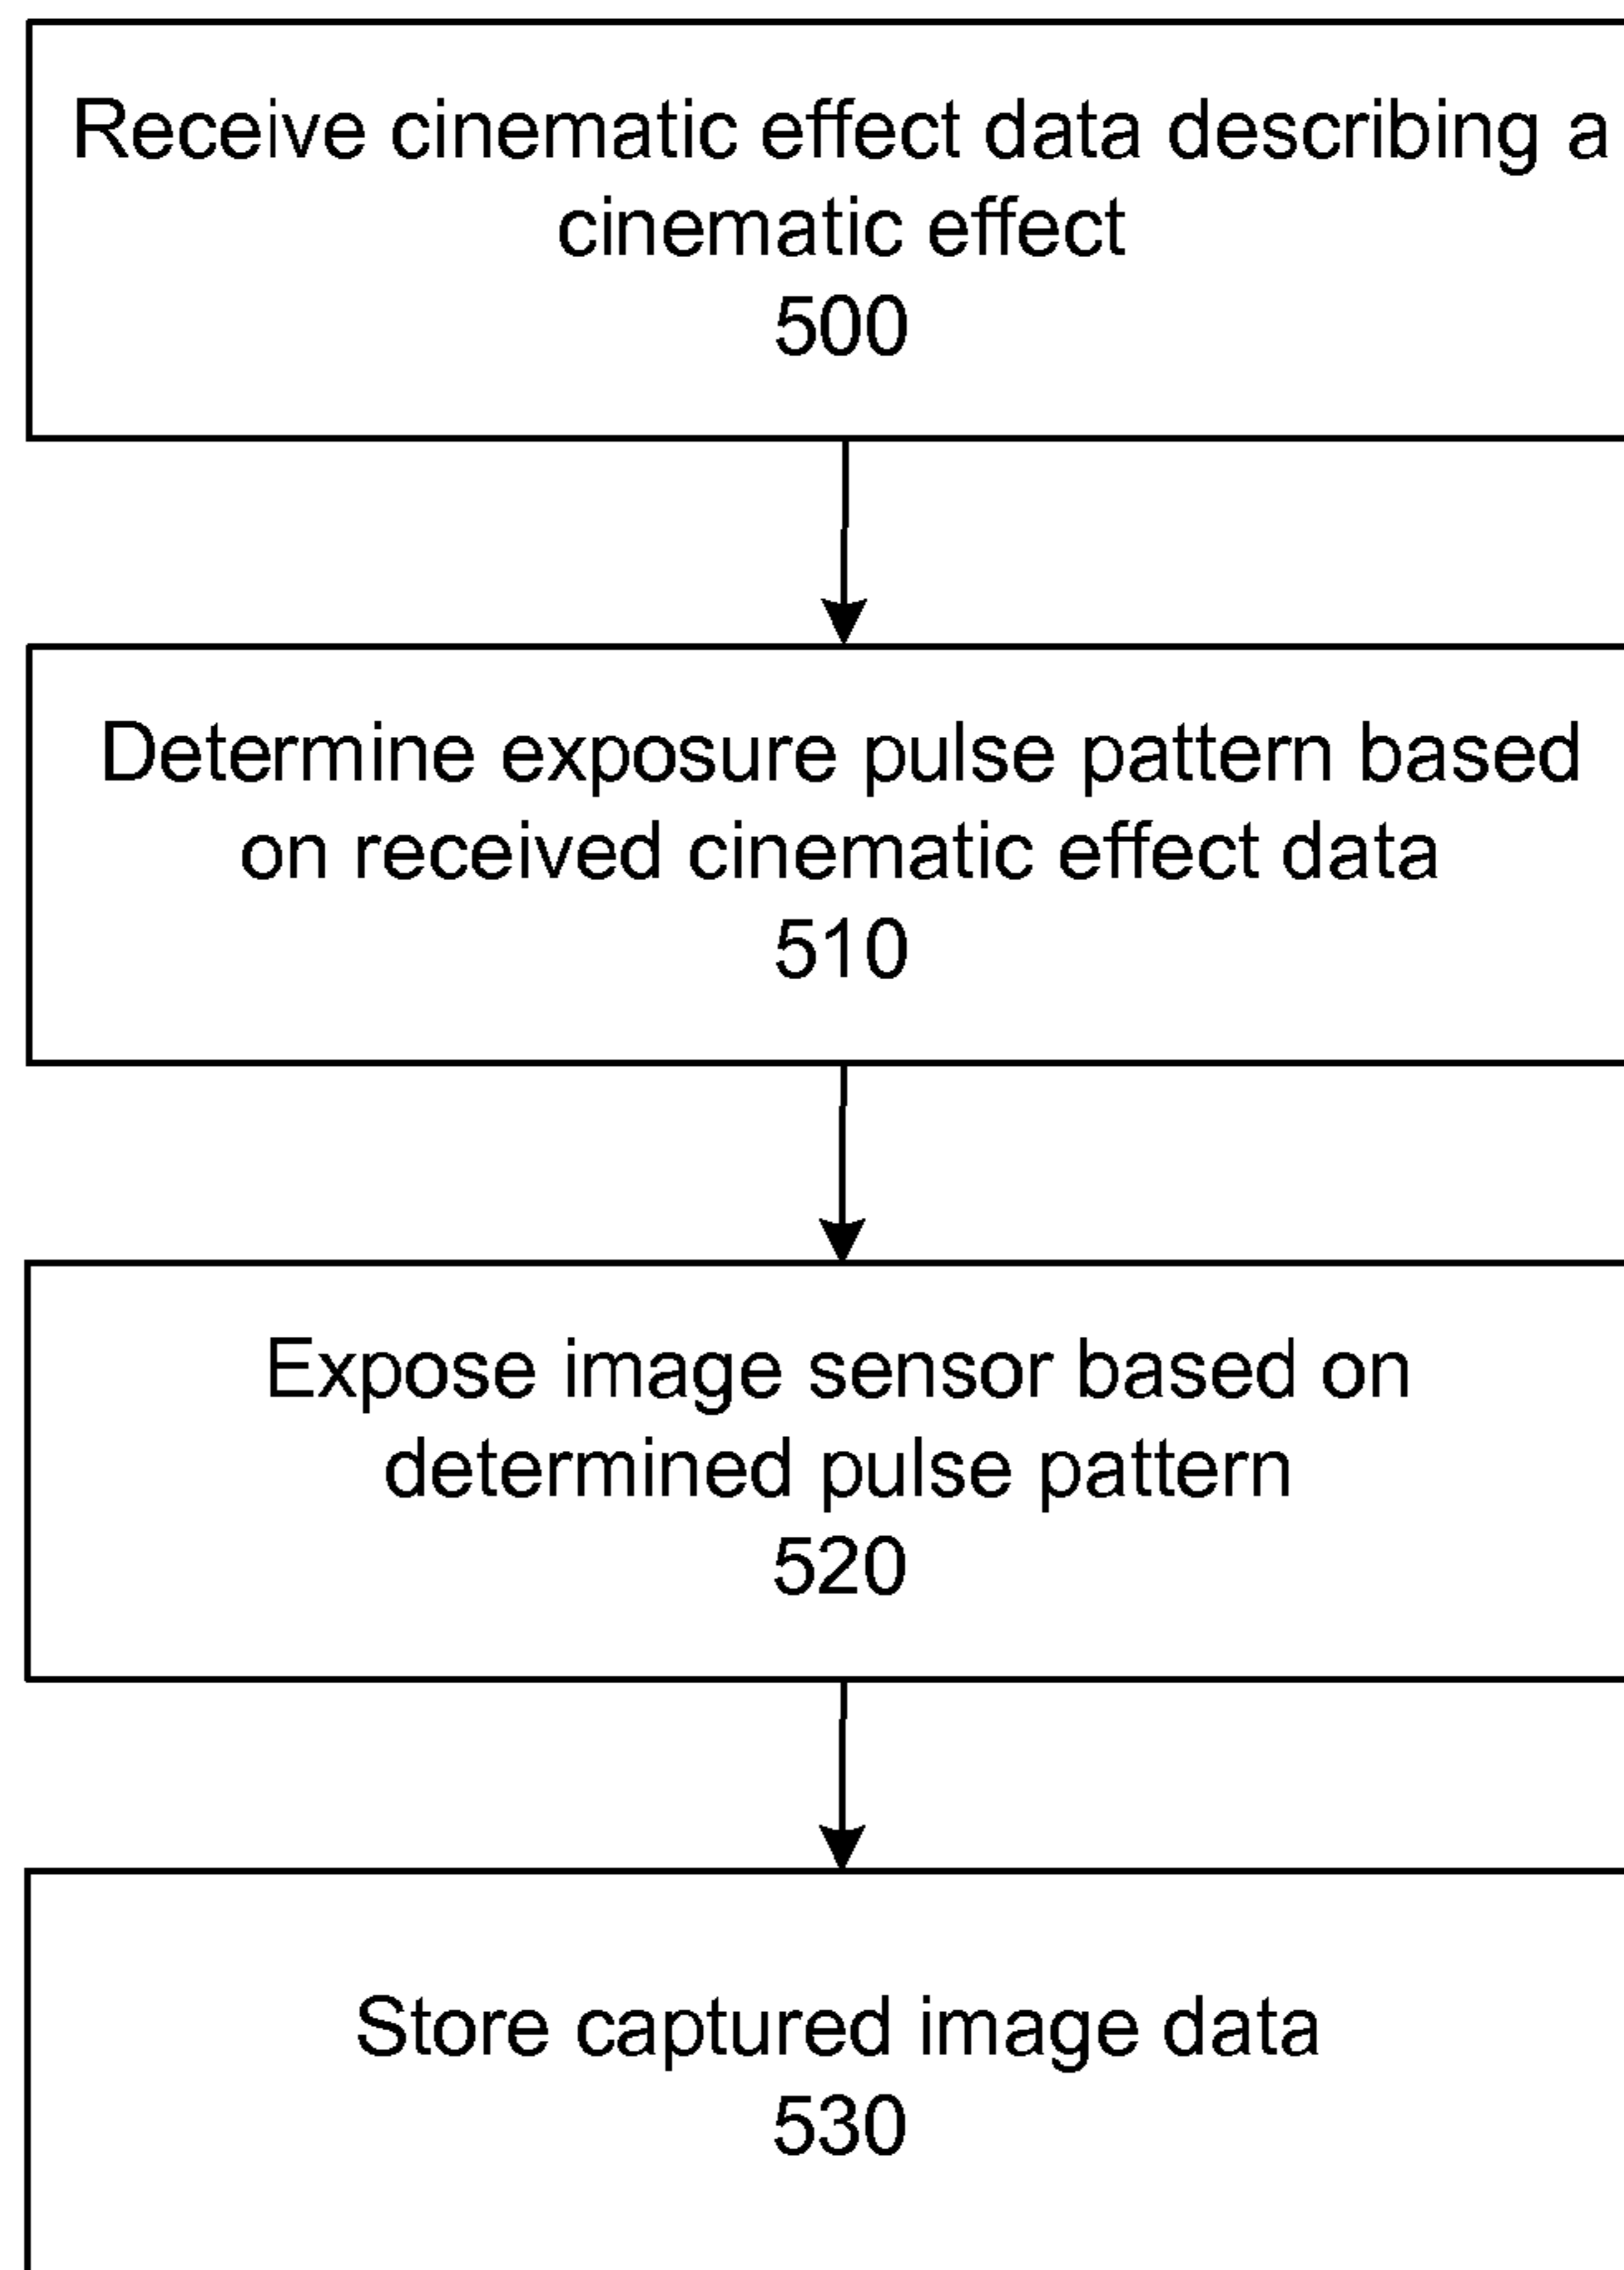 Receive cinematic effect data describing a
cinematic effect
500
Determine exposure pulse pattern based
on received cinematic effect data
510
Expose image sensor based on
determined pulse pattern
520
Store captured image data
530